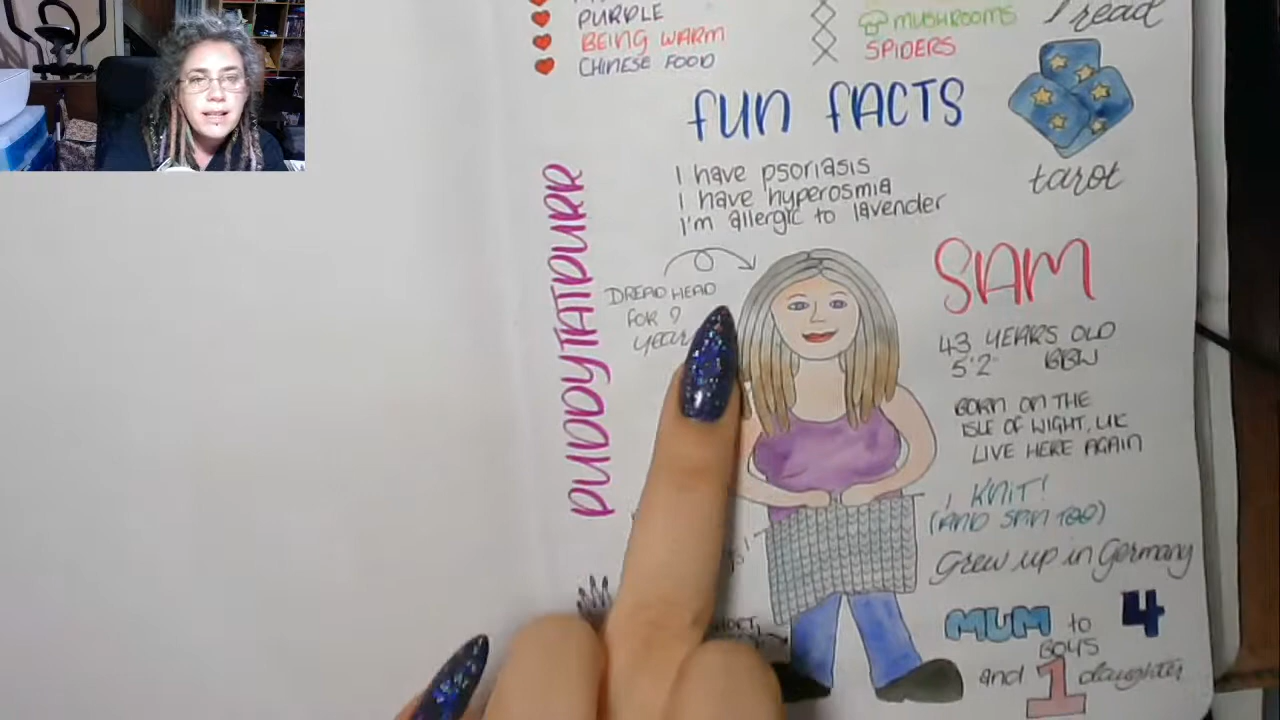 PURPLE
BEING WARM
CHINESE FOOD
MUSHROOMS
SPIDERS
I read
tarot
fun facts
I have psoriasis
I have hyperosmia
I'm allergic to lavender
PUDDYTATPURR
DREAD HEAD
FOR 9
SAM
43 YEARS OLD
5'2" BBW
BORN ON THE
ISLE OF WIGHT, UK
LIVE HERE AGAIN
I KNIT!
(AND SPIN TOO)
Grew up in Germany
MUM to 4
BOYS
and 1 daughter